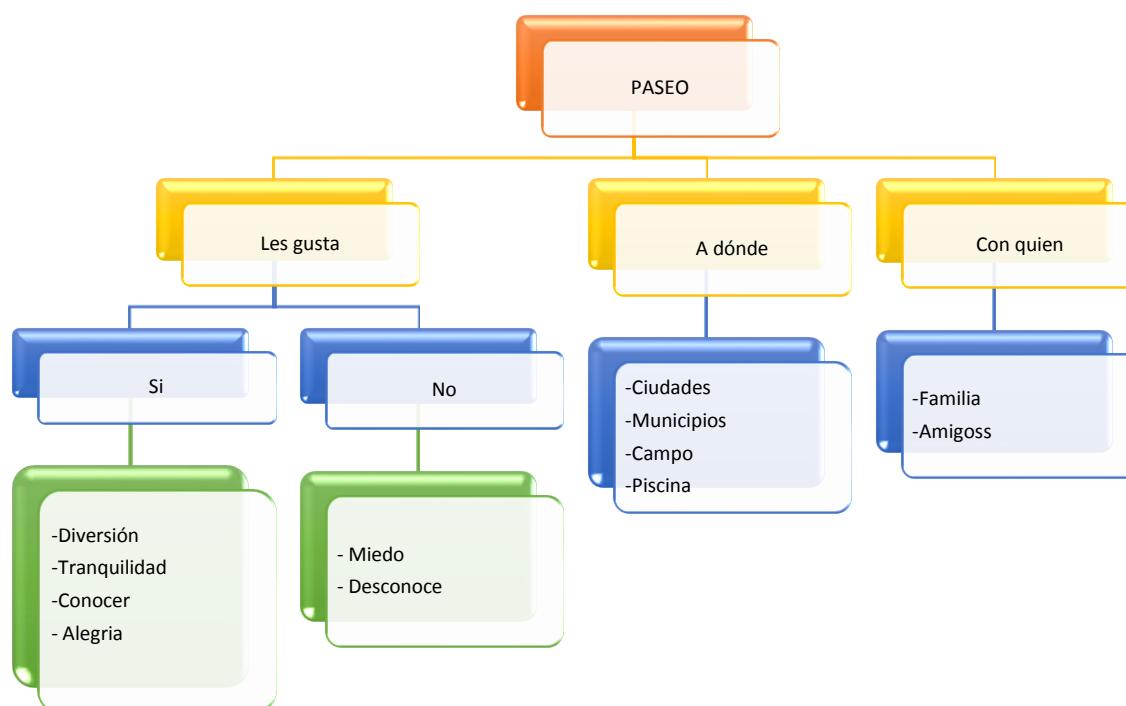 PASEO
Les gusta
A dónde
Con quien
Si
No
-Ciudades
-Municipios
-Campo
-Piscina
-Familia
-Amigoss
-Diversión
-Tranquilidad
-Conocer
- Alegria
- Miedo
- Desconoce